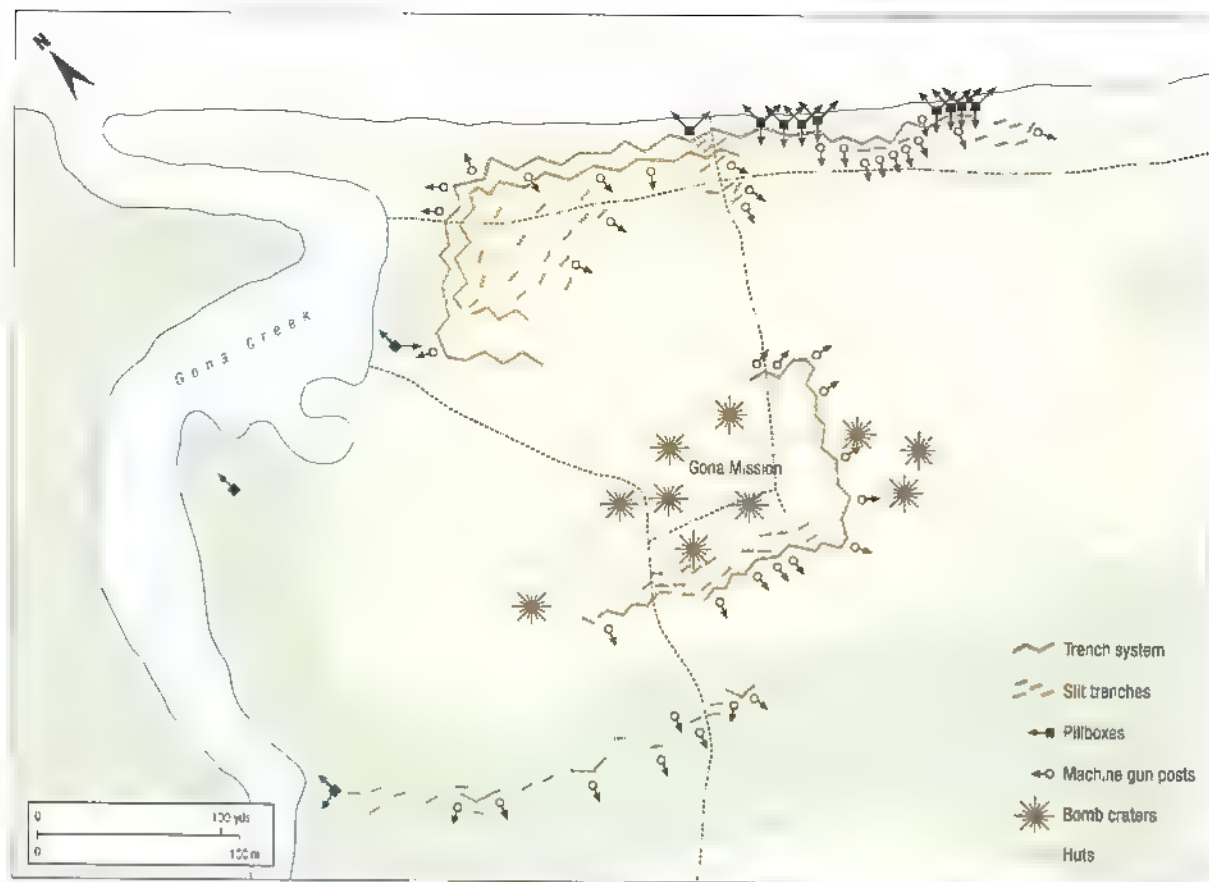 N
Gona Creek
Gona Mission
Trench system
Slit trenches
Pillboxes
Machine gun posts
Bomb craters
Huts
0 100 yds
0 100 m